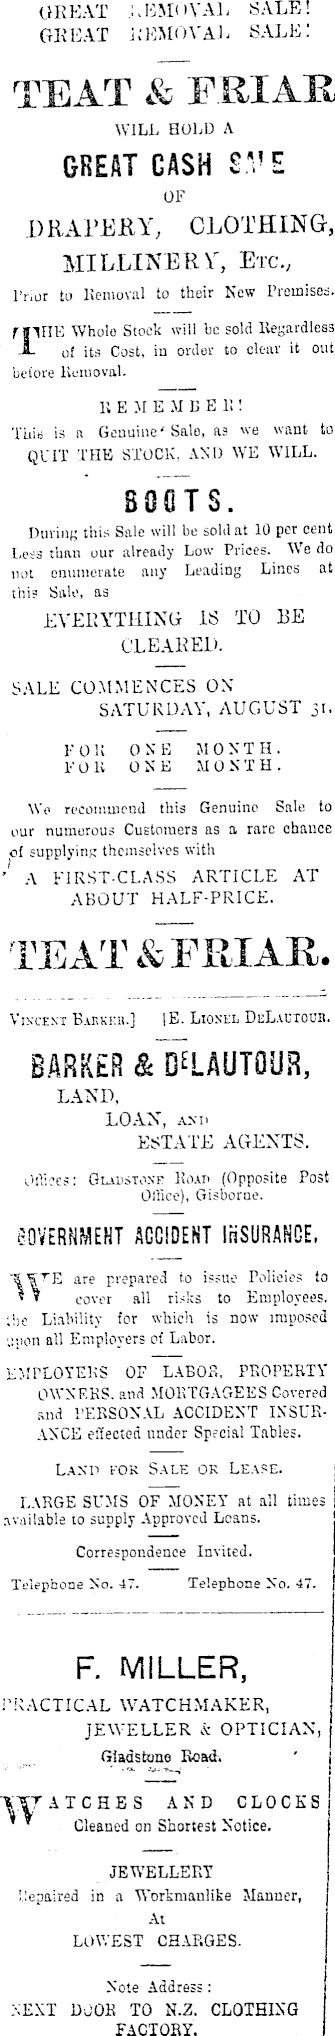 GREAT REMOVAL SALE!
GREAT REMOVAL SALE!
TEAT & FRIAR
WILL HOLD A
GREAT CASH SALE
OF
DRAPERY, CLOTHING,
MILLINERY, Etc.,
Prior to Removal to their New Premises.
THE Whole Stock will be sold Regardless
of its Cost, in order to clear it out
before Removal.
REMEMBER!
This is a Genuine Sale, as we want to
QUIT THE STOCK, AND WE WILL.
BOOTS.
During this Sale will be sold at 10 per cent
Less than our already Low Prices. We do
not enumerate any Leading Lines at
this Sale, as
EVERYTHING IS TO BE
CLEARED.
SALE COMMENCES ON
SATURDAY, AUGUST 31.
FOR ONE MONTH.
FOR ONE MONTH.
We recommend this Genuine Sale to
our numerous Customers as a rare chance
of supplying themselves with
A FIRST-CLASS ARTICLE AT
ABOUT HALF-PRICE.
TEAT & FRIAR.
Vincent Barker.] [E. Lionel DeLautour.
BARKER & DELAUTOUR,
LAND,
LOAN, AND
ESTATE AGENTS.
Offices: Gladstone Road (Opposite Post
Office), Gisborne.
GOVERNMENT ACCIDENT INSURANCE,
WE are prepared to issue Policies to
cover all risks to Employees,
the Liability for which is now imposed
upon all Employers of Labor.
EMPLOYERS OF LABOR, PROPERTY
OWNERS, and MORTGAGEES Covered
and PERSONAL ACCIDENT INSUR-
ANCE effected under Special Tables.
Land for Sale or Lease.
LARGE SUMS OF MONEY at all times
available to supply Approved Loans.
Correspondence Invited.
Telephone No. 47. Telephone No. 47.
F. MILLER,
PRACTICAL WATCHMAKER,
JEWELLER & OPTICIAN,
Gladstone Road.
WATCHES AND CLOCKS
Cleaned on Shortest Notice.
JEWELLERY
Repaired in a Workmanlike Manner,
At
LOWEST CHARGES.
Note Address:
NEXT DOOR TO N.Z. CLOTHING
FACTORY.